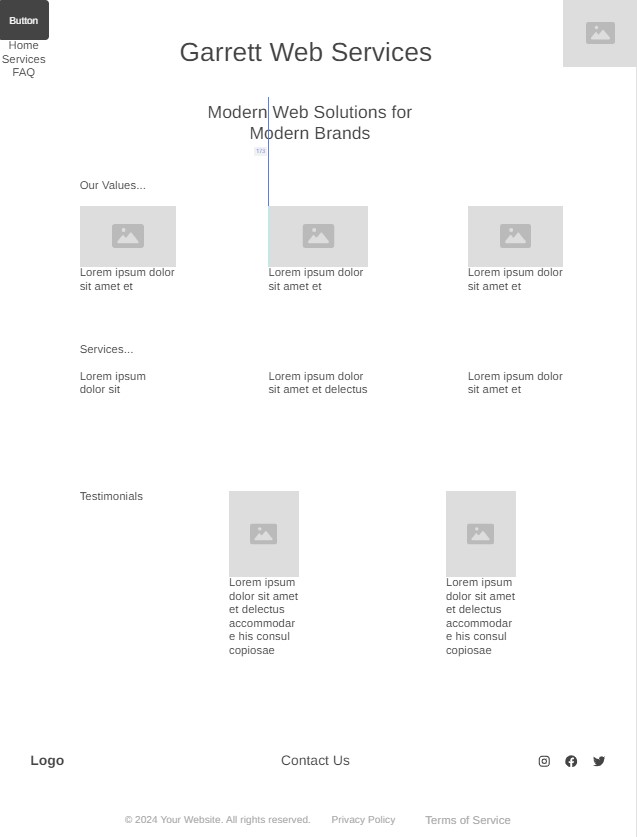 Button
Home
Services
FAQ
Garrett Web Services
Modern Web Solutions for
Modern Brands
173
Our Values...
Lorem ipsum dolor
sit amet et
Lorem ipsum dolor
sit amet et
Lorem ipsum dolor
sit amet et
Services...
Lorem ipsum
dolor sit
Lorem ipsum dolor
sit amet et delectus
Lorem ipsum dolor
sit amet et
Testimonials
Lorem ipsum
dolor sit amet
et delectus
accommodar
e his consul
copiosae
Lorem ipsum
dolor sit amet
et delectus
accommodar
e his consul
copiosae
Logo
Contact Us
© 2024 Your Website. All rights reserved.
Privacy Policy
Terms of Service